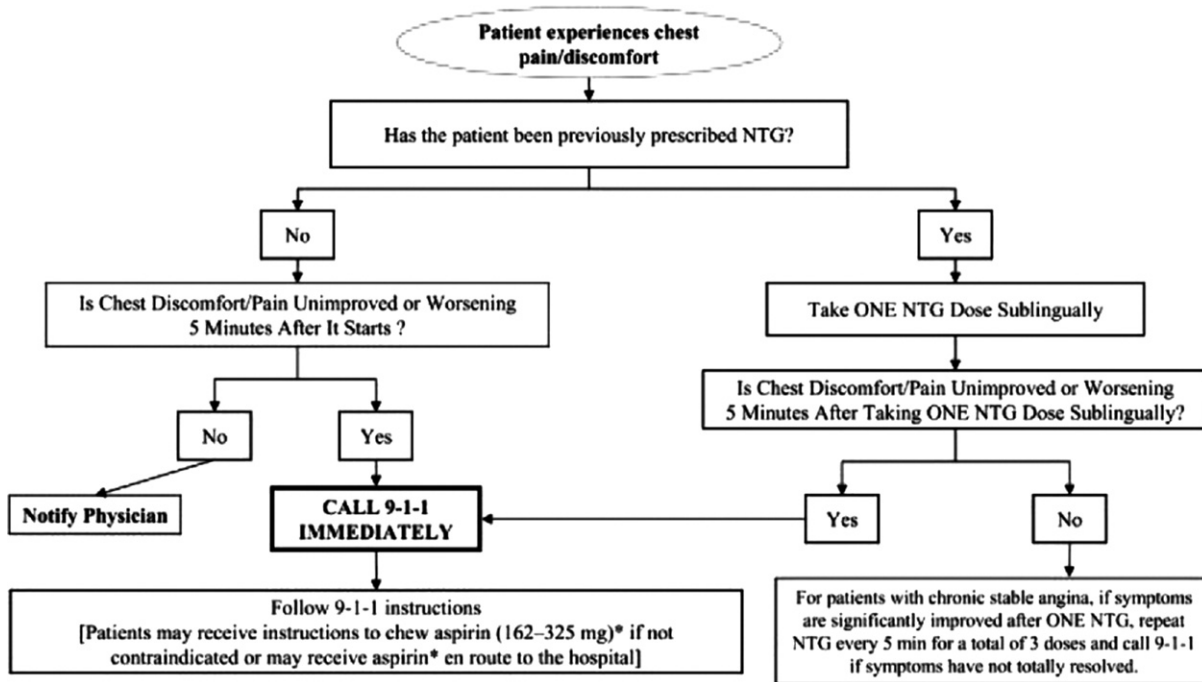 Patient experiences chest
pain/discomfort
Has the patient been previously prescribed NTG?
No
Yes
Is Chest Discomfort/Pain Unimproved or Worsening
5 Minutes After It Starts ?
Take ONE NTG Dose Sublingually
Is Chest Discomfort/Pain Unimproved or Worsening
5 Minutes After Taking ONE NTG Dose Sublingually?
No
Yes
Notify Physician
CALL 9-1-1
IMMEDIATELY
Yes
No
Follow 9-1-1 instructions
[Patients may receive instructions to chew aspirin (162–325 mg)* if not
contraindicated or may receive aspirin* en route to the hospital]
For patients with chronic stable angina, if symptoms
are significantly improved after ONE NTG, repeat
NTG every 5 min for a total of 3 doses and call 9-1-1
if symptoms have not totally resolved.